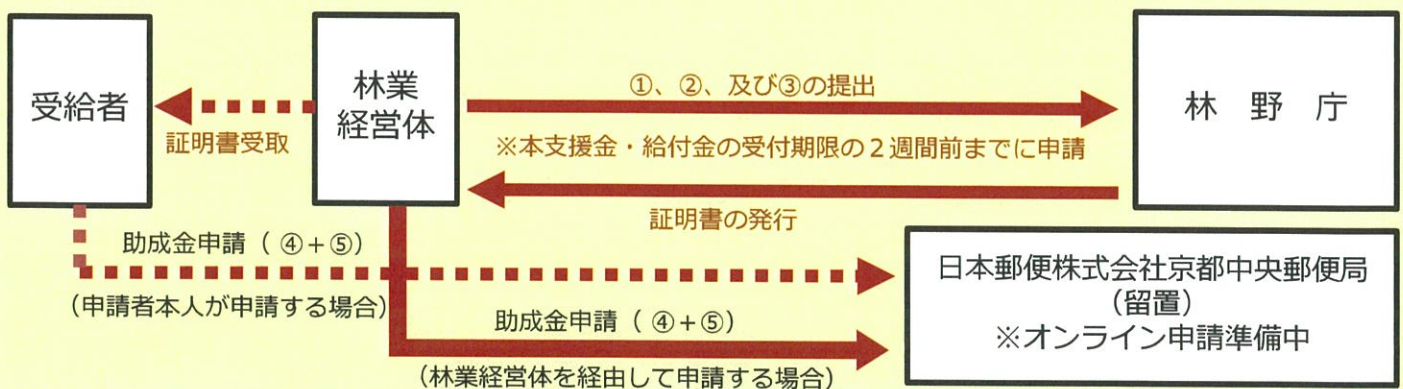 受給者
林業
経営体
証明書受取
①、②、及び③の提出
※本支援金・給付金の受付期限の２週間前までに申請
証明書の発行
林　野　庁
助成金申請（ ④＋⑤）
（申請者本人が申請する場合）
助成金申請（ ④＋⑤）
（林業経営体を経由して申請する場合）
日本郵便株式会社京都中央郵便局
（留置）
※オンライン申請準備中